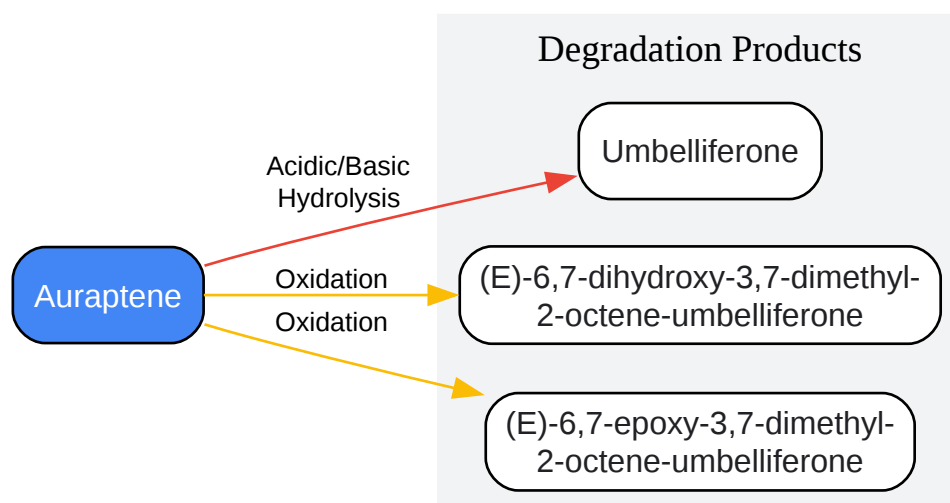 Degradation Products
Umbelliferone
Acidic/Basic
Hydrolysis
Auraptene
Oxidation
(E)-6,7-dihydroxy-3,7-dimethyl-
2-octene-umbelliferone
Oxidation
(E)-6,7-epoxy-3,7-dimethyl-
2-octene-umbelliferone